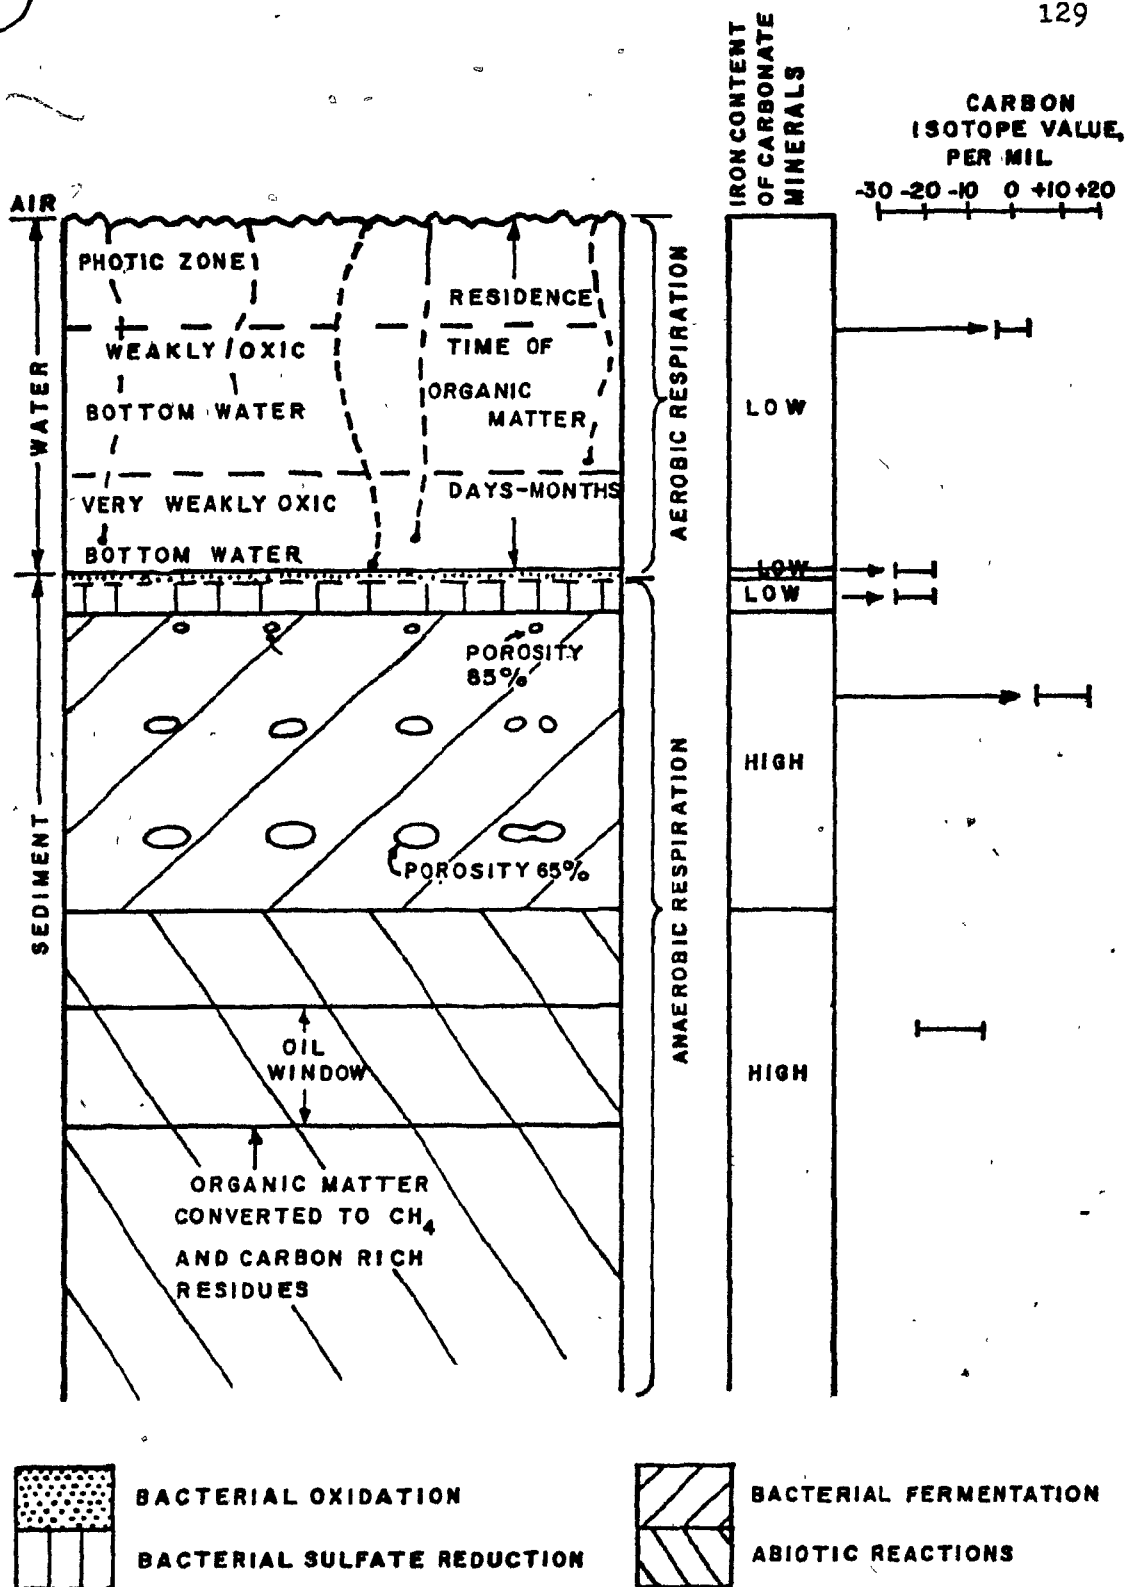 129
IRON CONTENT
OF CARBONATE
MINERALS
CARBON
ISOTOPE VALUE,
PER MIL
-30 -20 -10 0 +10 +20
AIR
WATER
SEDIMENT
PHOTIC ZONE
WEAKLY OXIC
BOTTOM WATER
VERY WEAKLY OXIC
BOTTOM WATER
RESIDENCE
TIME OF
ORGANIC
MATTER
DAYS-MONTHS
AEROBIC RESPIRATION
LOW
LOW
LOW
POROSITY
85%
HIGH
POROSITY 65%
ANAEROBIC RESPIRATION
OIL
WINDOW
HIGH
ORGANIC MATTER
CONVERTED TO CH4
AND CARBON RICH
RESIDUES
BACTERIAL OXIDATION
BACTERIAL SULFATE REDUCTION
BACTERIAL FERMENTATION
ABIOTIC REACTIONS